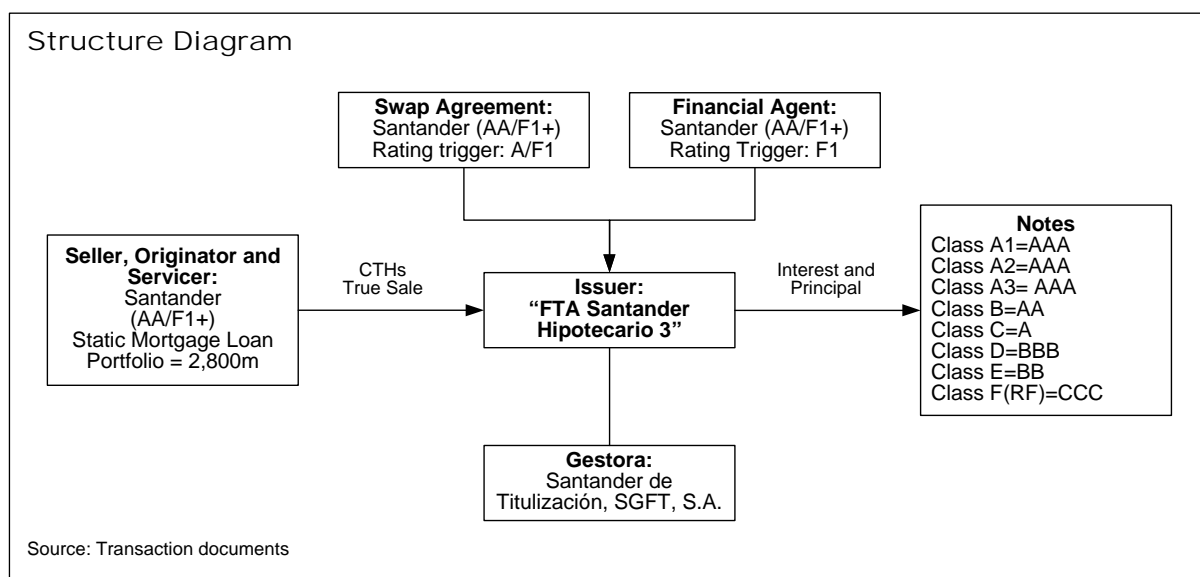 Structure Diagram
Swap Agreement:
Santander (AA/F1+)
Rating trigger: A/F1
Financial Agent:
Santander (AA/F1+)
Rating Trigger: F1
Seller, Originator and
Servicer:
Santander
(AA/F1+)
Static Mortgage Loan
Portfolio = 2,800m
CTHs
True Sale
Issuer:
“FTA Santander
Hipotecario 3”
Interest and
Principal
Notes
Class A1=AAA
Class A2=AAA
Class A3= AAA
Class B=AA
Class C=A
Class D=BBB
Class E=BB
Class F(RF)=CCC
Gestora:
Santander de
Titulización, SGFT, S.A.
Source: Transaction documents